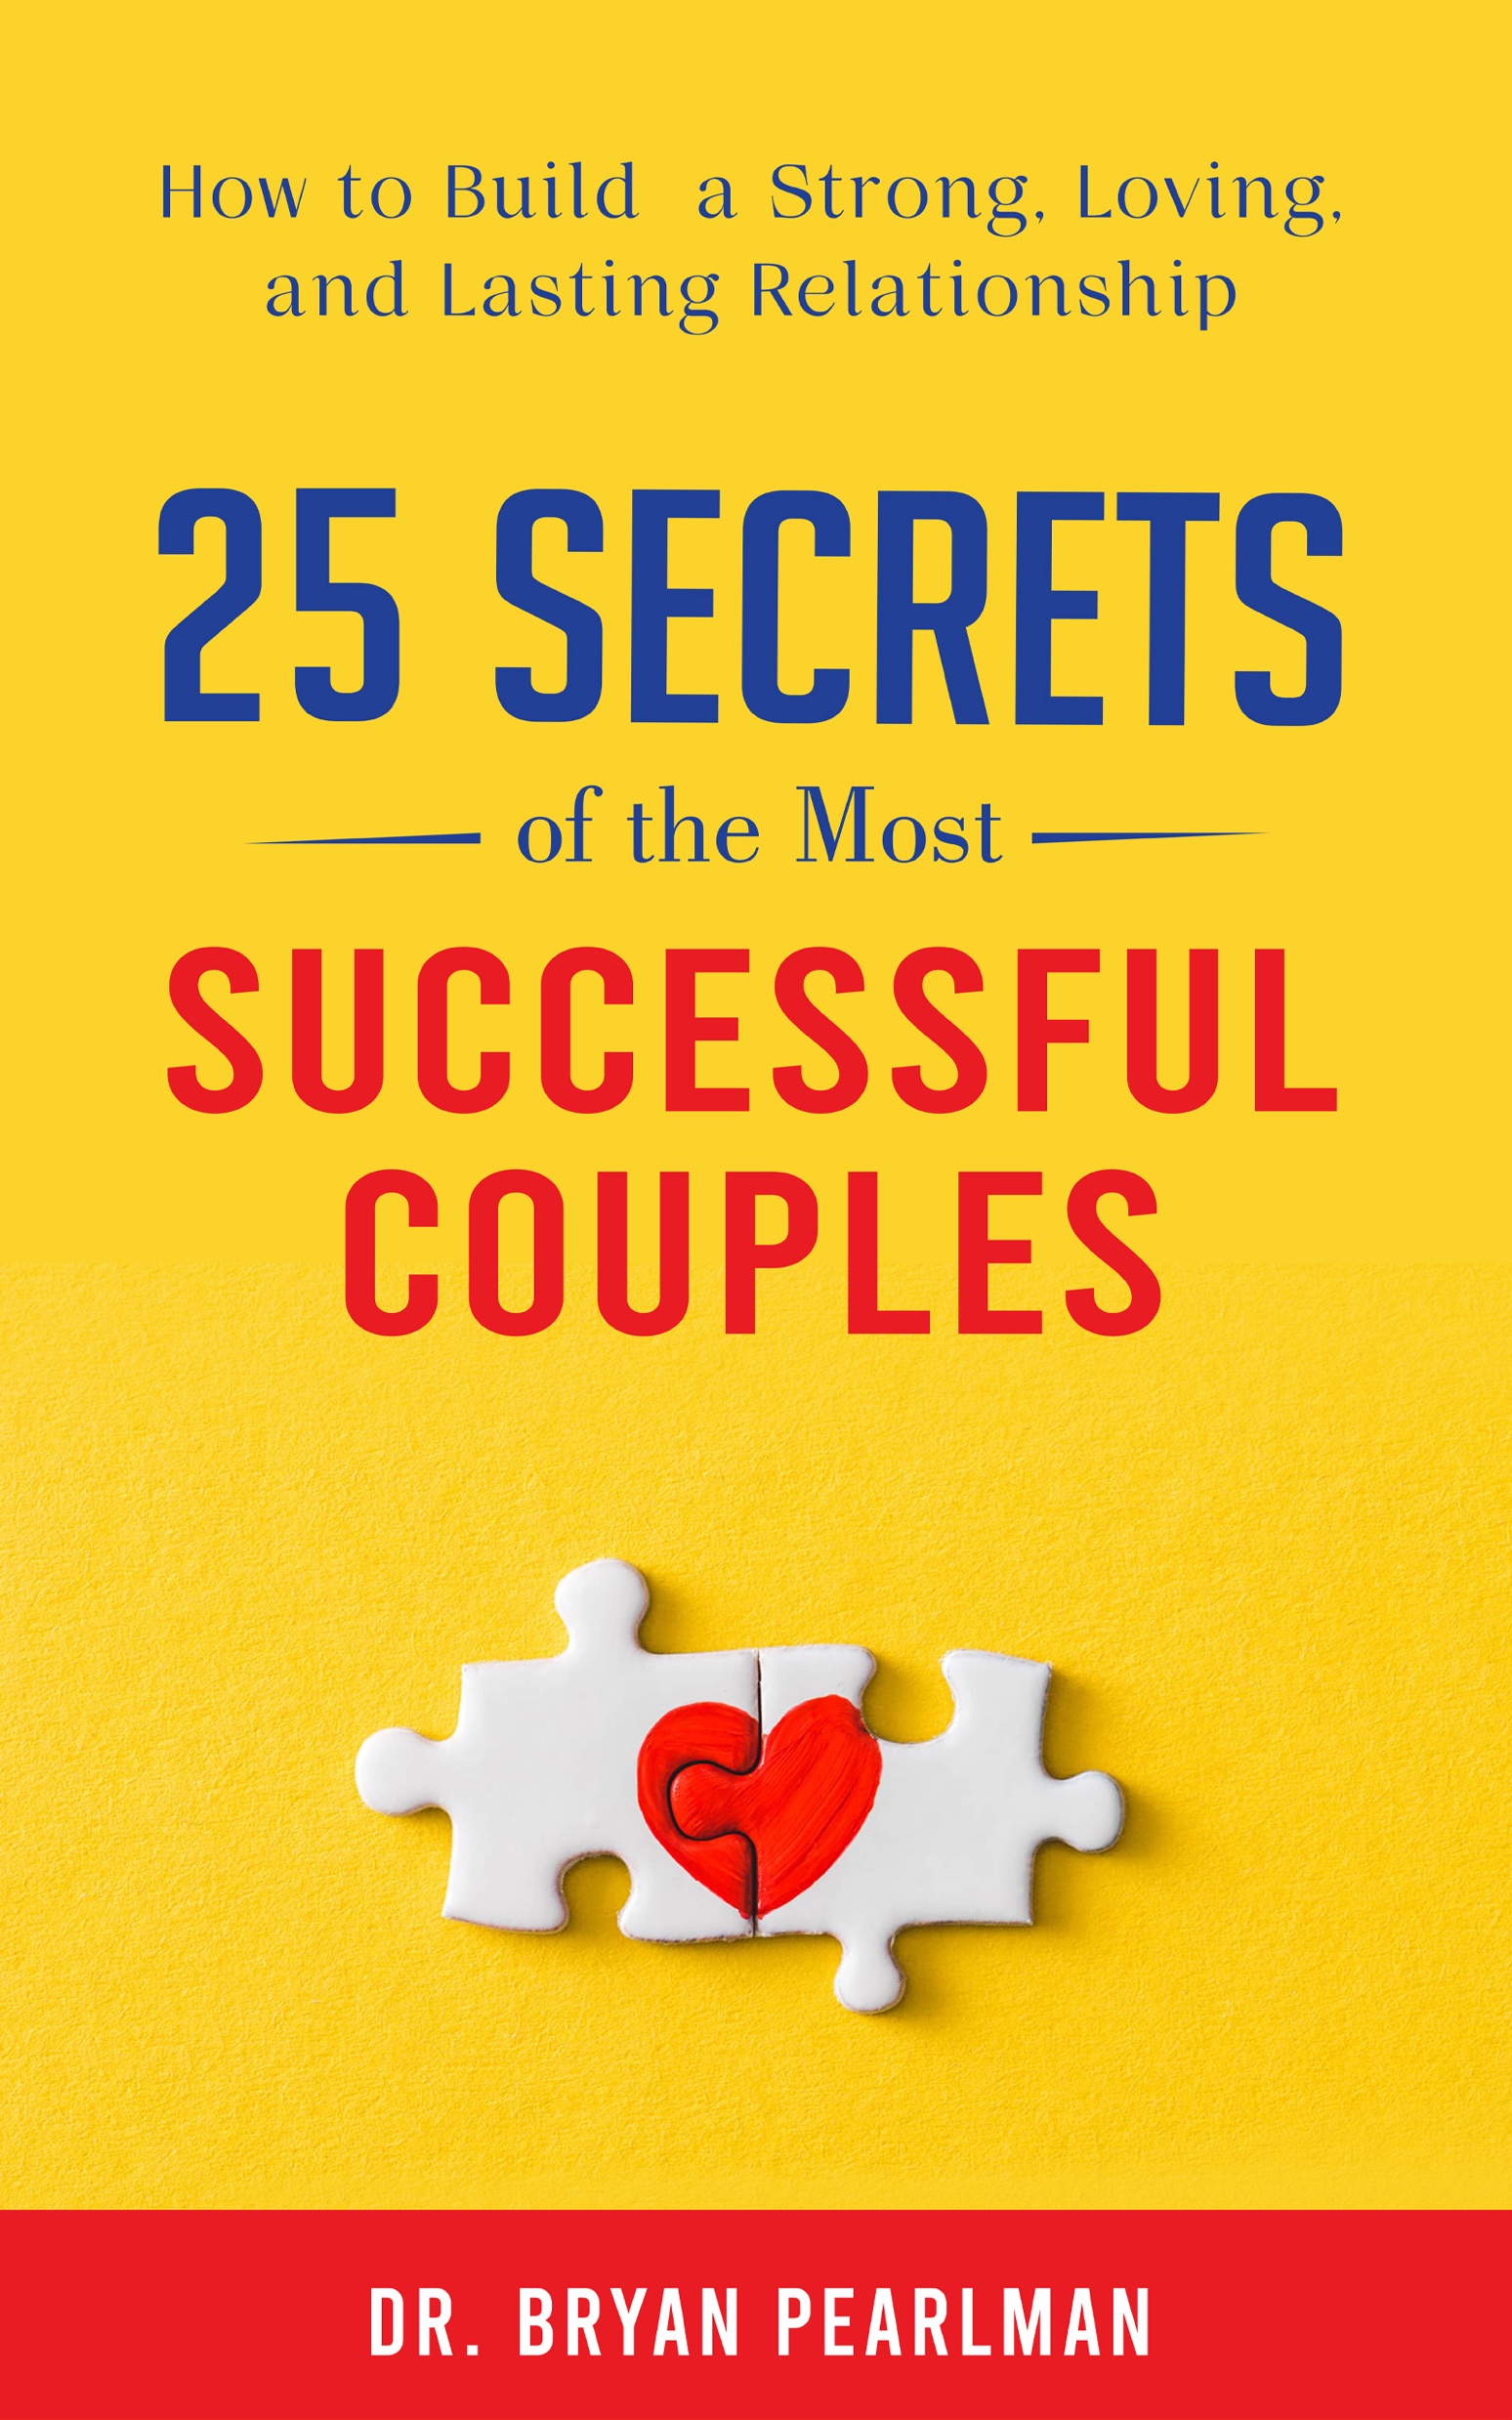 How to Build a Strong, Loving,
and Lasting Relationship
25 SECRETS
of the Most
SUCCESSFUL
COUPLES
DR. BRYAN PEARLMAN